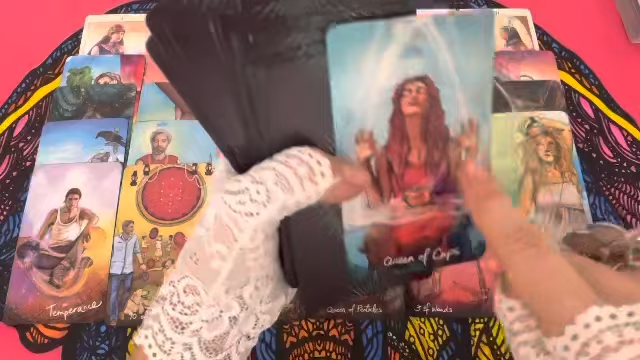 Queen of Cups
Temperance
Queen of Pentacles
3 of Wands